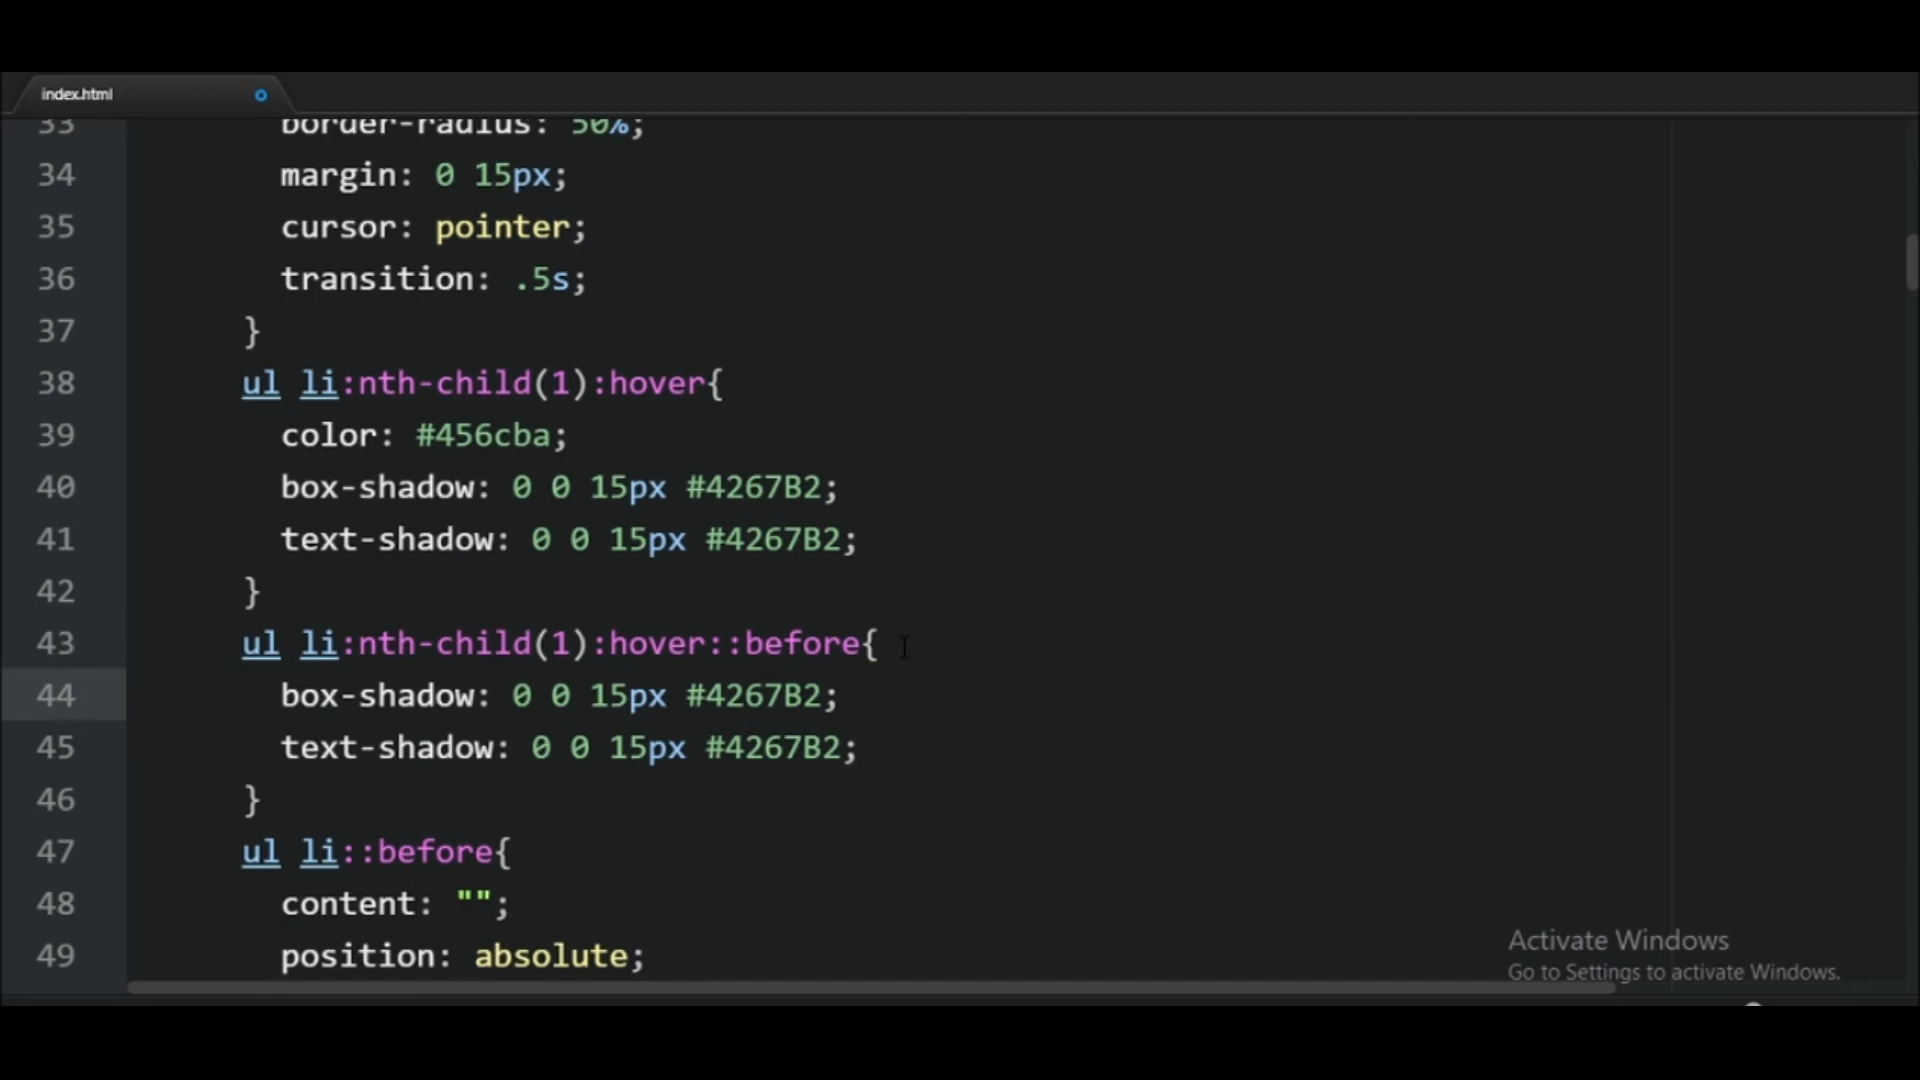 index.html
33 border-radius: 50%;
34 margin: 0 15px;
35 cursor: pointer;
36 transition: .5s;
37 }
38 ul li:nth-child(1):hover{
39 color: #456cba;
40 box-shadow: 0 0 15px #4267B2;
41 text-shadow: 0 0 15px #4267B2;
42 }
43 ul li:nth-child(1):hover::before{
44 box-shadow: 0 0 15px #4267B2;
45 text-shadow: 0 0 15px #4267B2;
46 }
47 ul li::before{
48 content: "";
49 position: absolute;
Activate Windows
Go to Settings to activate Windows.